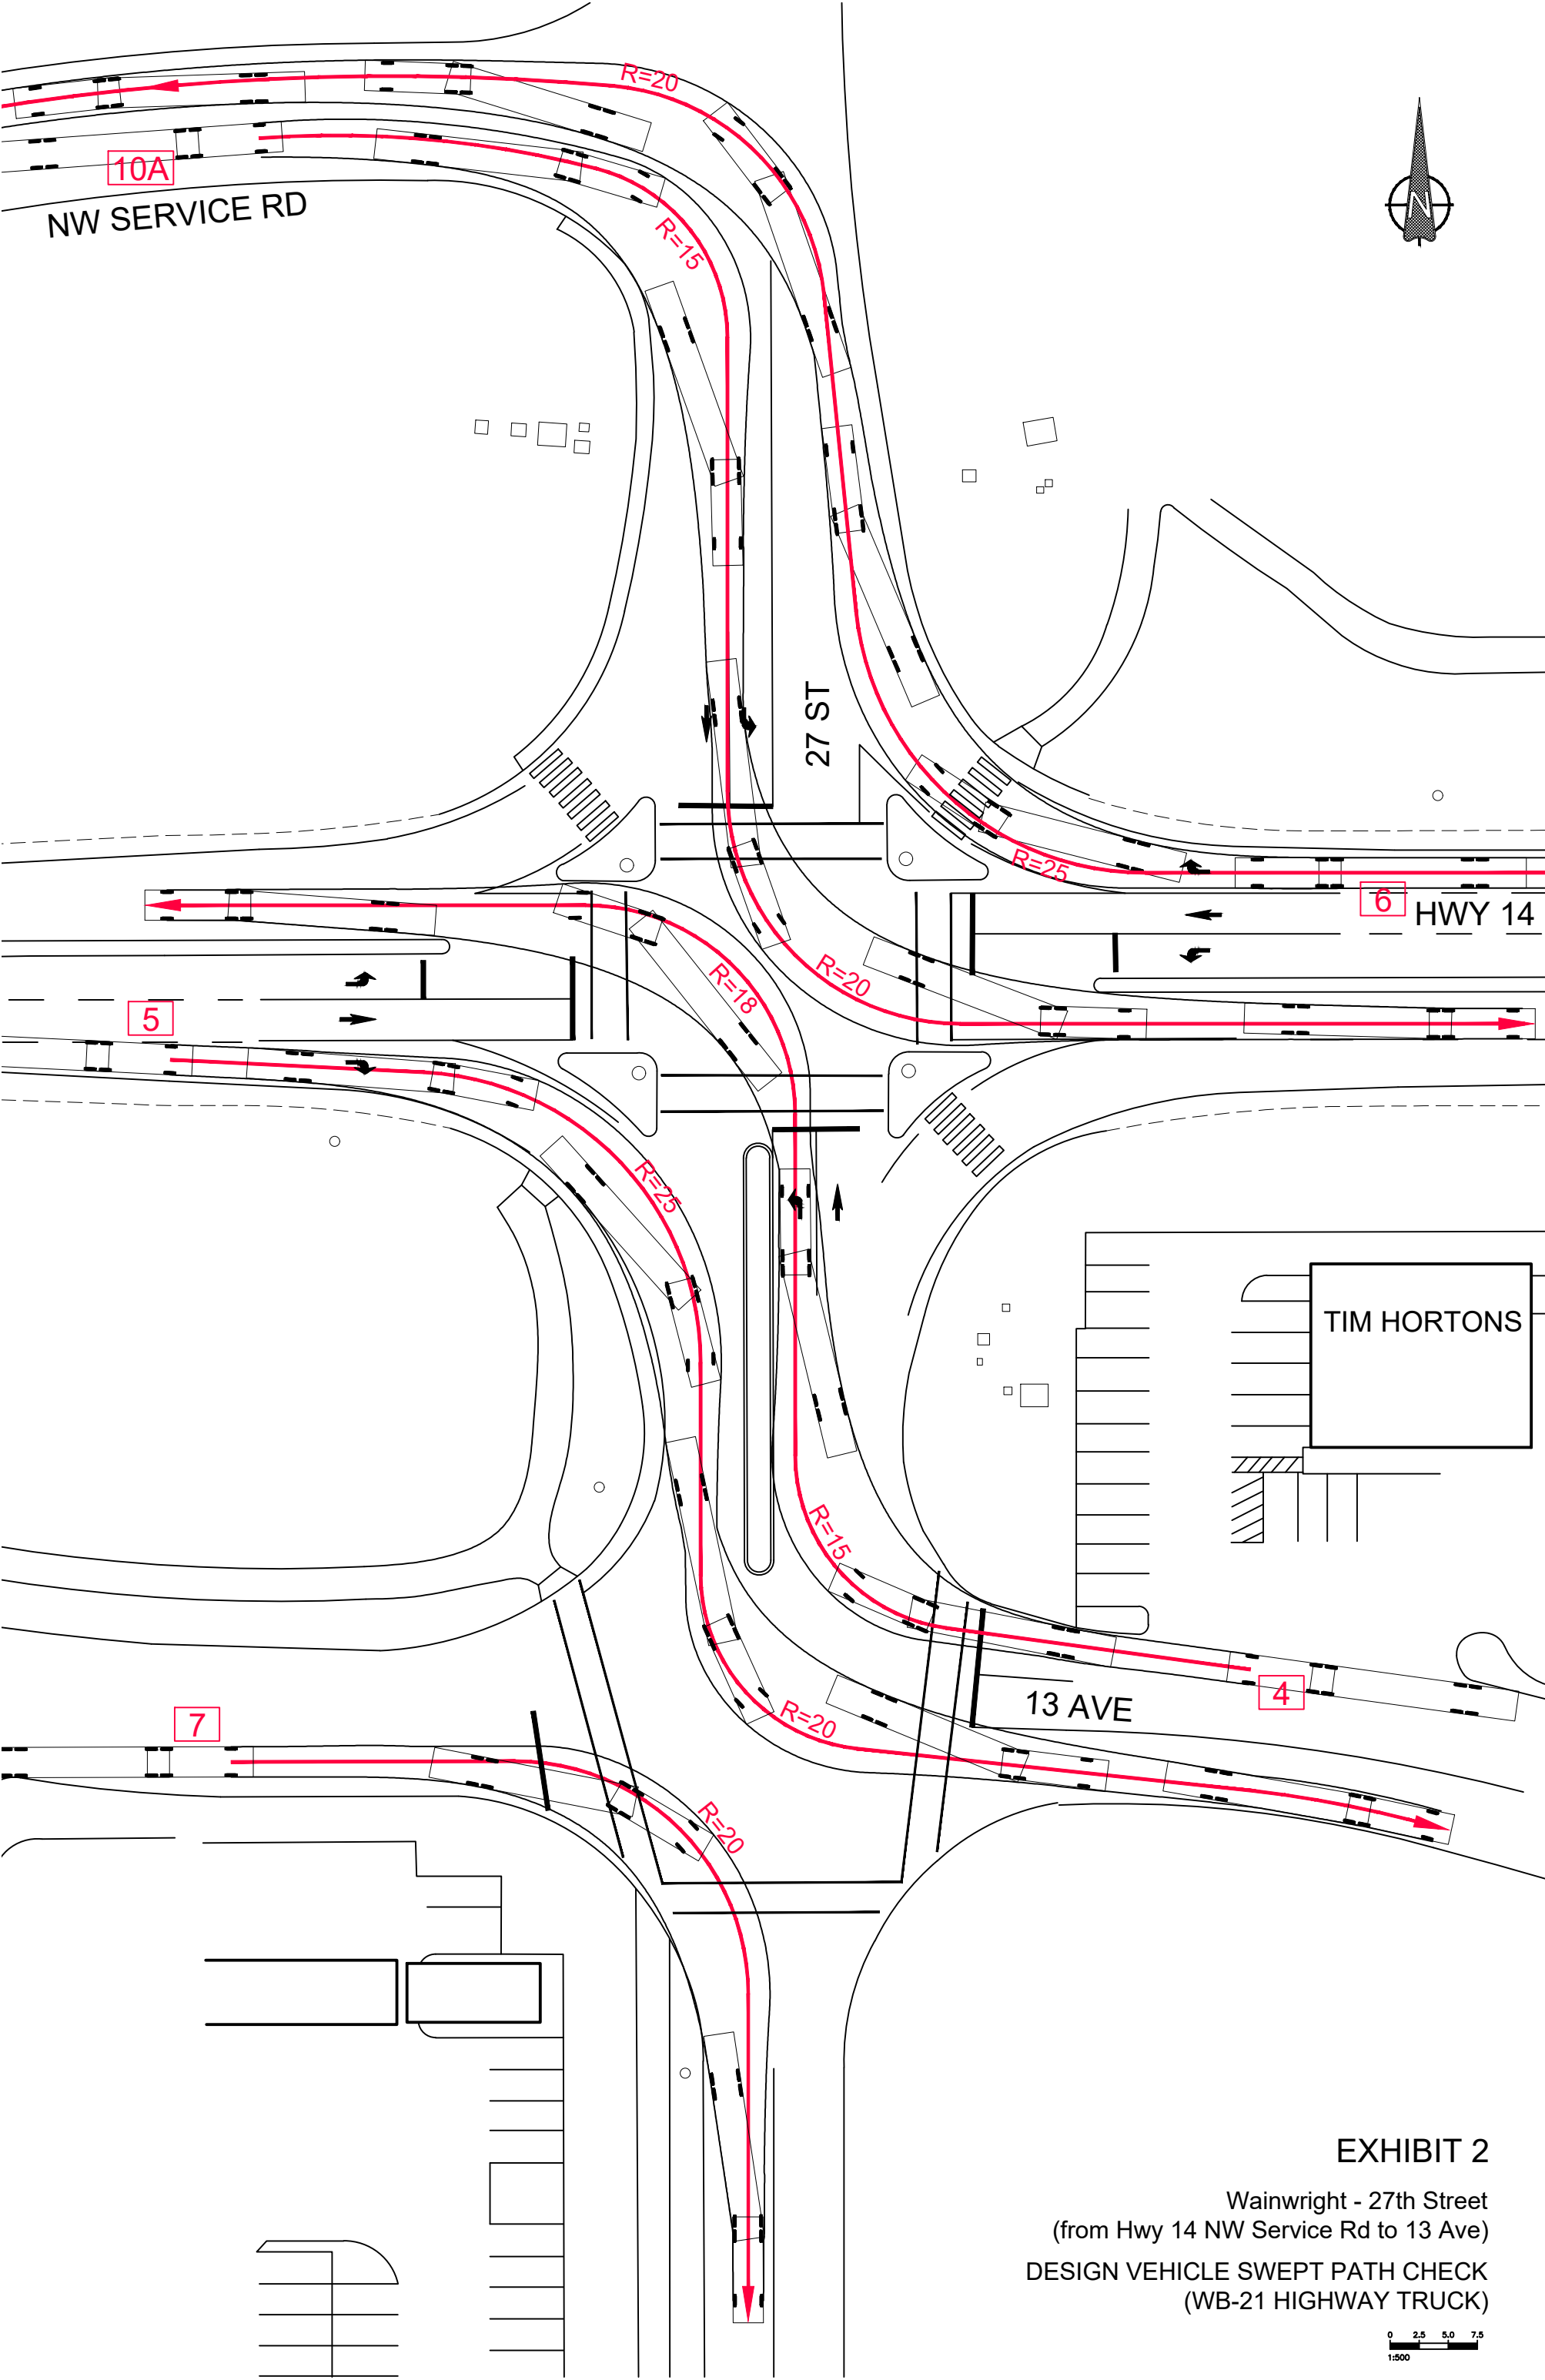 R=20
10A
NW SERVICE RD
R=15
N
27 ST
R=25
6
HWY 14
R=18
R=20
5
R=25
TIM HORTONS
R=15
4
13 AVE
7
R=20
R=20
EXHIBIT 2
Wainwright - 27th Street
(from Hwy 14 NW Service Rd to 13 Ave)
DESIGN VEHICLE SWEPT PATH CHECK
(WB-21 HIGHWAY TRUCK)
0 2.5 5.0 7.5
1:500